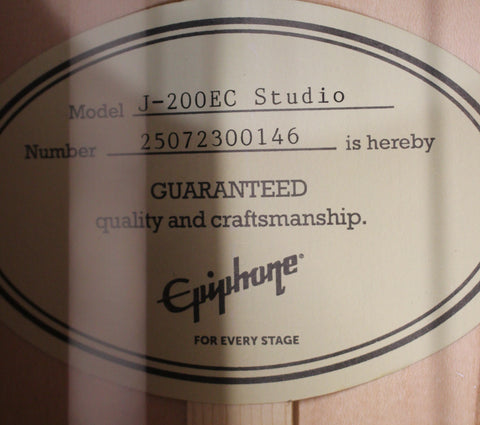 Model J-200EC Studio
Number 25072300146 is hereby
GUARANTEED
quality and craftsmanship.
Epiphone
FOR EVERY STAGE